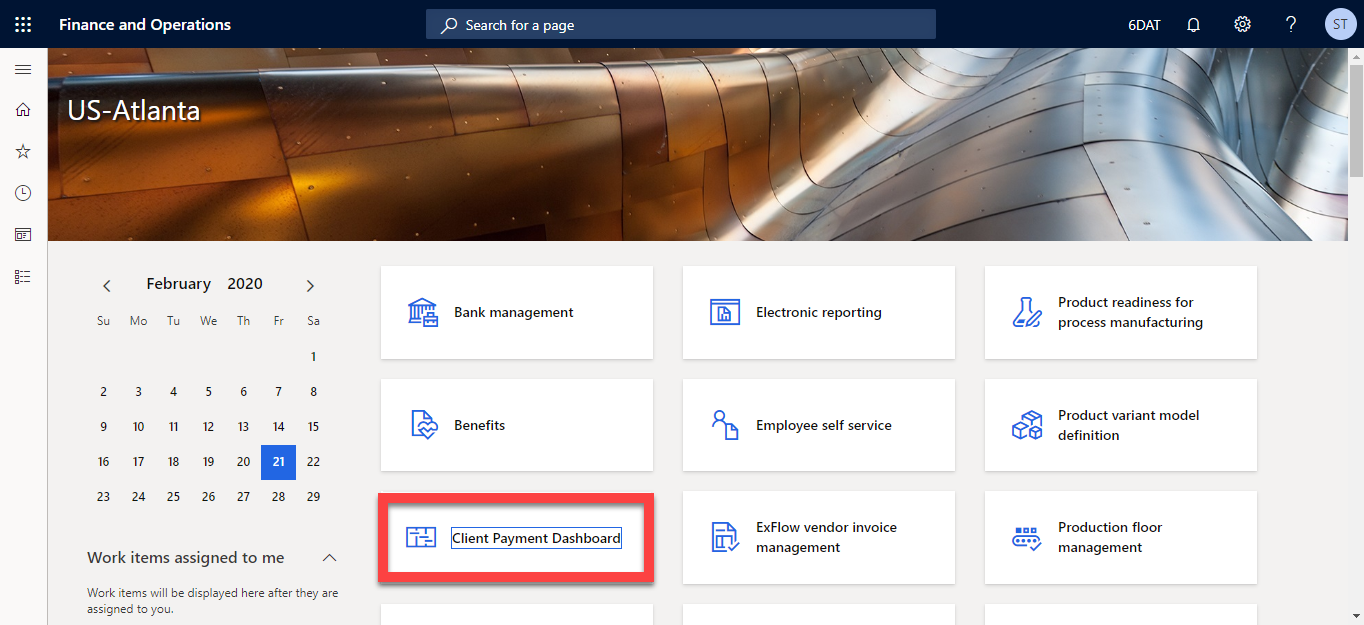 Finance and Operations
Search for a page
6DAT
ST
US-Atlanta
February 2020
Su Mo Tu We Th Fr Sa
1
2 3 4 5 6 7 8
9 10 11 12 13 14 15
16 17 18 19 20 21 22
23 24 25 26 27 28 29
Work items assigned to me
Work items will be displayed here after they are
assigned to you.
Bank management
Electronic reporting
Product readiness for
process manufacturing
Benefits
Employee self service
Product variant model
definition
Client Payment Dashboard
ExFlow vendor invoice
management
Production floor
management